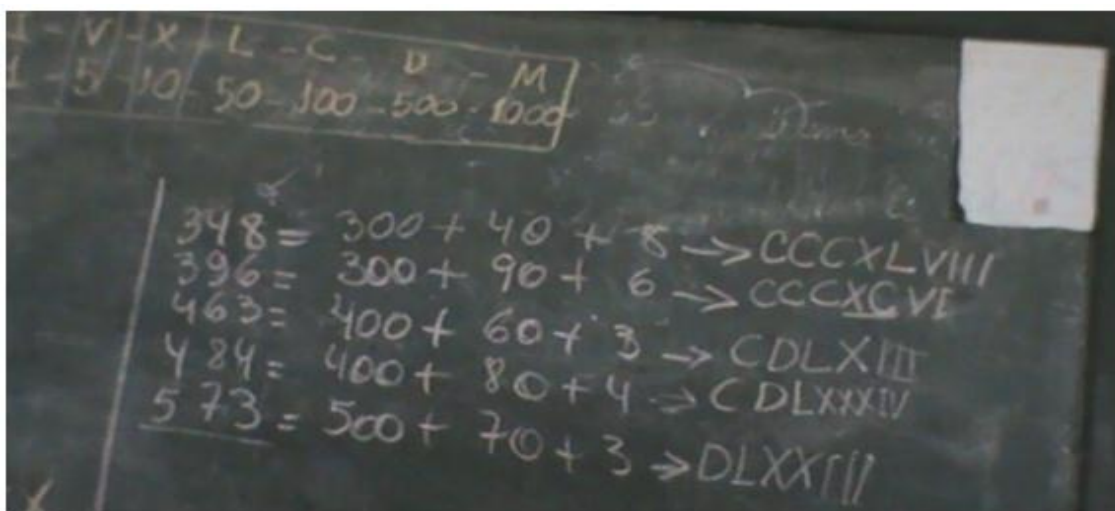 I - V - X - L - C - D - M
1 - 5 - 10 - 50 - 100 - 500 - 1000
348 = 300 + 40 + 8 → CCCXLVIII
396 = 300 + 90 + 6 → CCCXCVI
463 = 400 + 60 + 3 → CDLXIII
484 = 400 + 80 + 4 → CDLXXXIV
573 = 500 + 70 + 3 → DLXXIII